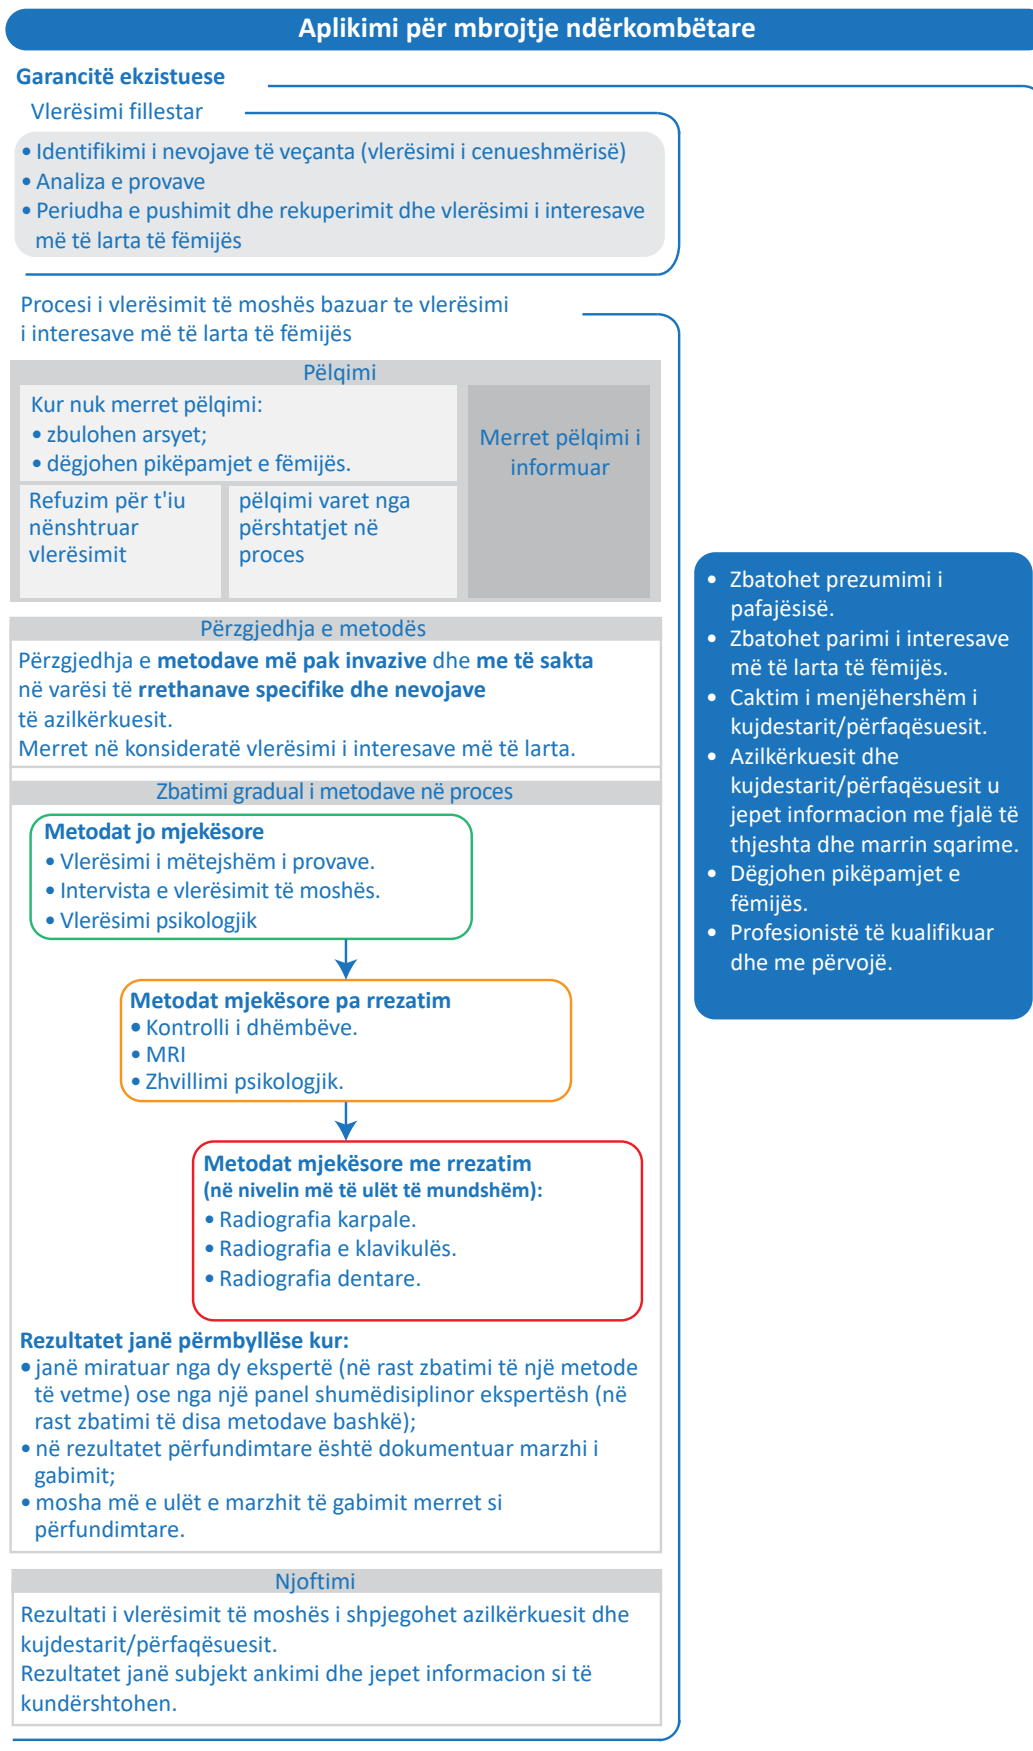 Aplikimi për mbrojtje ndërkombëtare
Garancitë ekzistuese
Vlerësimi fillestar
• Identifikimi i nevojave të veçanta (vlerësimi i cenueshmërisë)
• Analiza e provave
• Periudha e pushimit dhe rekuperimit dhe vlerësimi i interesave
më të larta të fëmijës
Procesi i vlerësimit të moshës bazuar te vlerësimi
i interesave më të larta të fëmijës
Pëlqimi
Kur nuk merret pëlqimi:
• zbulohen arsyet;
• dëgjohen pikëpamjet e fëmijës.
Refuzim për t'iu
nënshtruar
vlerësimit
pëlqimi varet nga
përshtatjet në
proces
Merret pëlqimi i
informuar
Përzgjedhja e metodës
Përzgjedhja e metodave më pak invazive dhe me të sakta
në varësi të rrethanave specifike dhe nevojave
të azilkërkuesit.
Merret në konsideratë vlerësimi i interesave më të larta.
Zbatimi gradual i metodave në proces
Metodat jo mjekësore
• Vlerësimi i mëtejshëm i provave.
• Intervista e vlerësimit të moshës.
• Vlerësimi psikologjik
Metodat mjekësore pa rrezatim
• Kontrolli i dhëmbëve.
• MRI
• Zhvillimi psikologjik.
Metodat mjekësore me rrezatim
(në nivelin më të ulët të mundshëm):
• Radiografia karpale.
• Radiografia e klavikulës.
• Radiografia dentare.
Rezultatet janë përmbyllëse kur:
• janë miratuar nga dy ekspertë (në rast zbatimi të një metode
të vetme) ose nga një panel shumëdisiplinor ekspertësh (në
rast zbatimi të disa metodave bashkë);
• në rezultatet përfundimtare është dokumentuar marzhi i
gabimit;
• mosha më e ulët e marzhit të gabimit merret si
përfundimtare.
Njoftimi
Rezultati i vlerësimit të moshës i shpjegohet azilkërkuesit dhe
kujdestarit/përfaqësuesit.
Rezultatet janë subjekt ankimi dhe jepet informacion si të
kundërshtohen.
• Zbatohet prezumimi i
pafajësisë.
• Zbatohet parimi i interesave
më të larta të fëmijës.
• Caktim i menjëhershëm i
kujdestarit/përfaqësuesit.
• Azilkërkuesit dhe
kujdestarit/përfaqësuesit u
jepet informacion me fjalë të
thjeshta dhe marrin sqarime.
• Dëgjohen pikëpamjet e
fëmijës.
• Profesionistë të kualifikuar
dhe me përvojë.